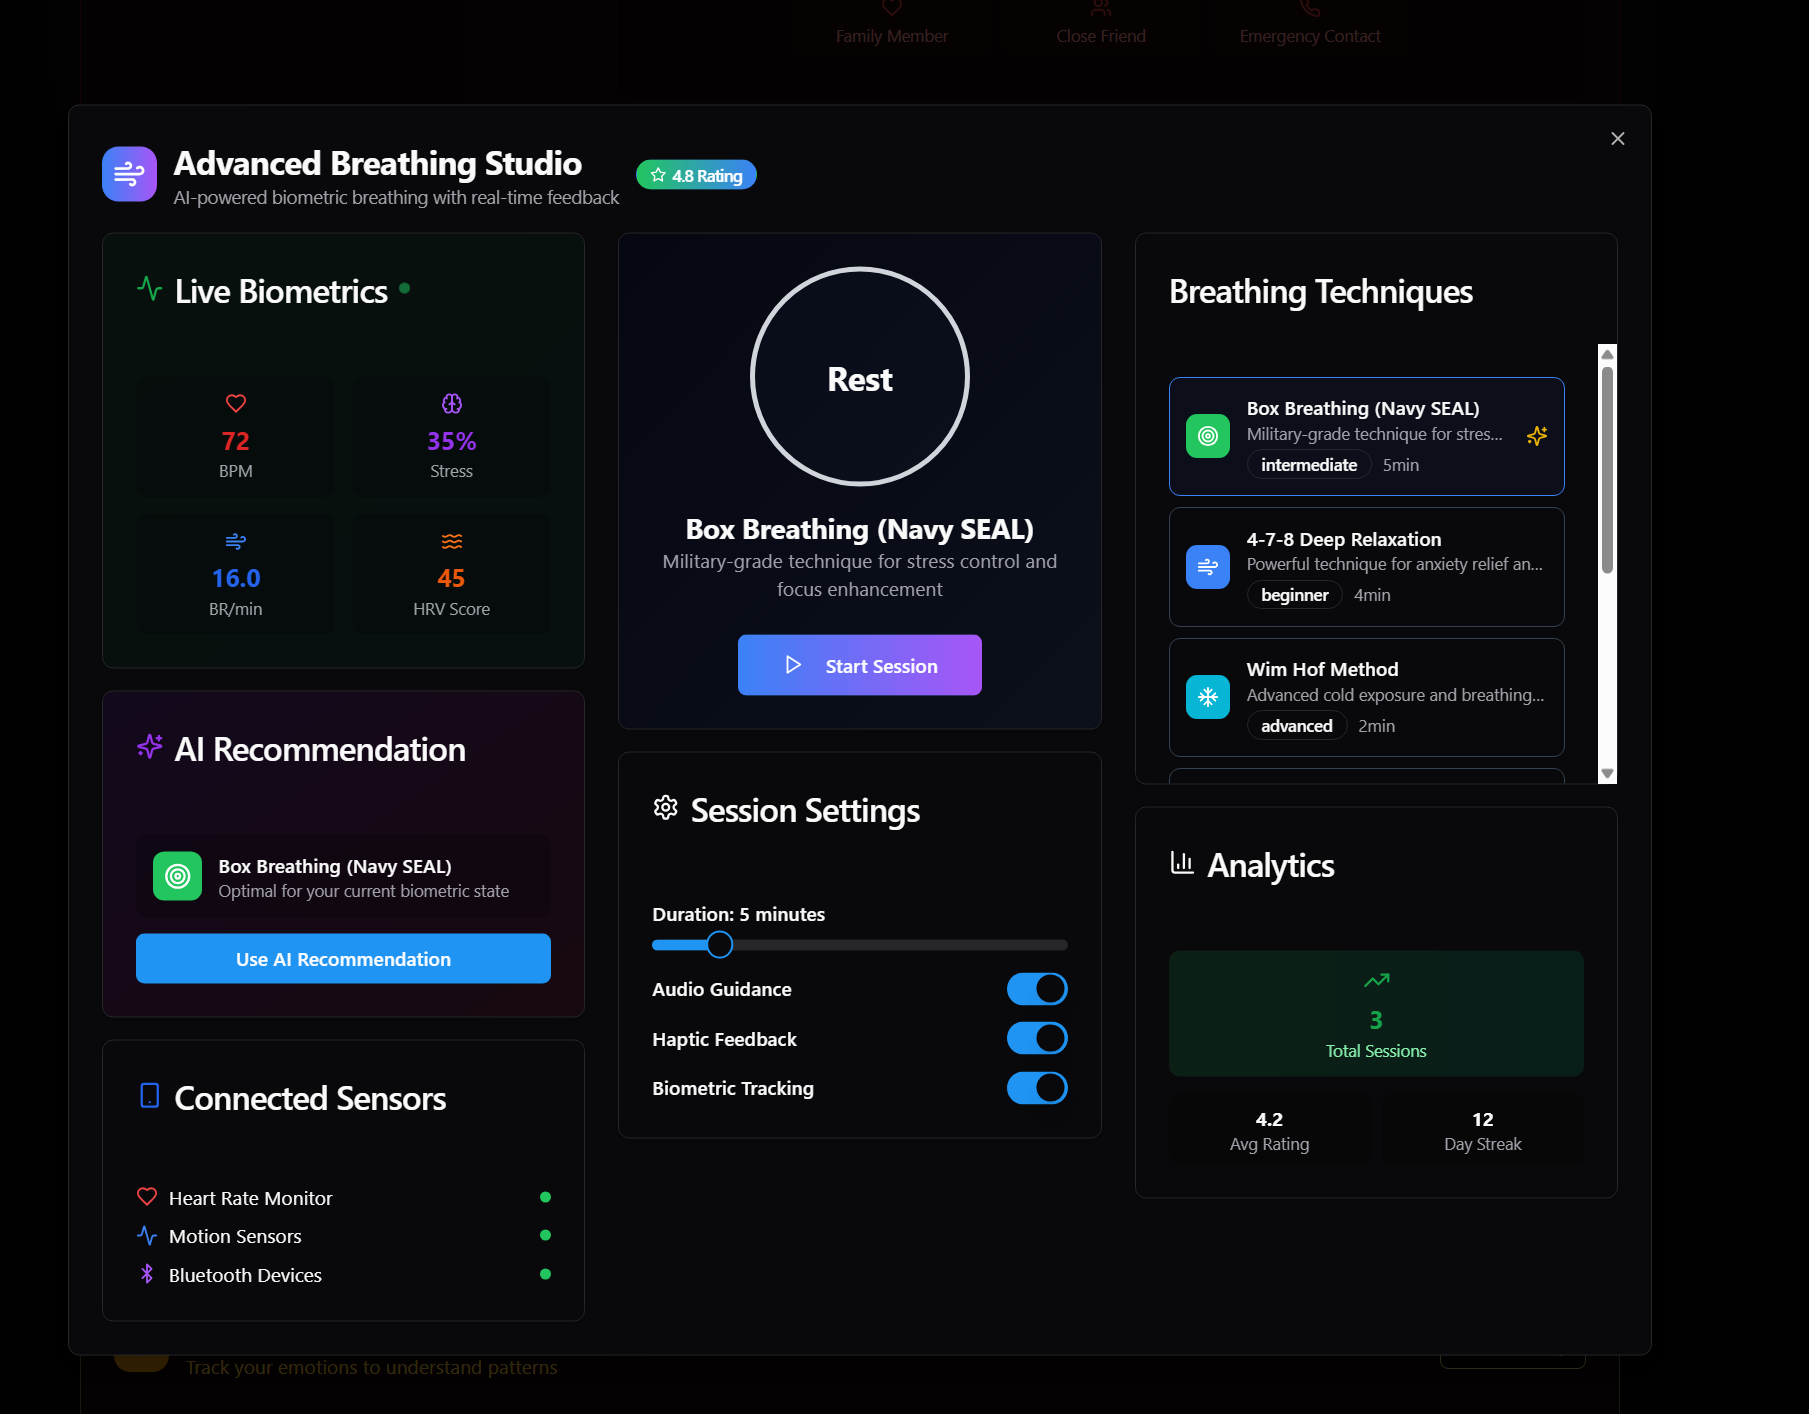 Family Member
Close Friend
Emergency Contact
Advanced Breathing Studio
AI-powered biometric breathing with real-time feedback
4.8 Rating
Live Biometrics
72
BPM
35%
Stress
16.0
BR/min
45
HRV Score
AI Recommendation
Box Breathing (Navy SEAL)
Optimal for your current biometric state
Use AI Recommendation
Connected Sensors
Heart Rate Monitor
Motion Sensors
Bluetooth Devices
Rest
Box Breathing (Navy SEAL)
Military-grade technique for stress control and
focus enhancement
Start Session
Session Settings
Duration: 5 minutes
Audio Guidance
Haptic Feedback
Biometric Tracking
Breathing Techniques
Box Breathing (Navy SEAL)
Military-grade technique for stres...
intermediate 5min
4-7-8 Deep Relaxation
Powerful technique for anxiety relief an...
beginner 4min
Wim Hof Method
Advanced cold exposure and breathing...
advanced 2min
Analytics
3
Total Sessions
4.2
Avg Rating
12
Day Streak
Track your emotions to understand patterns